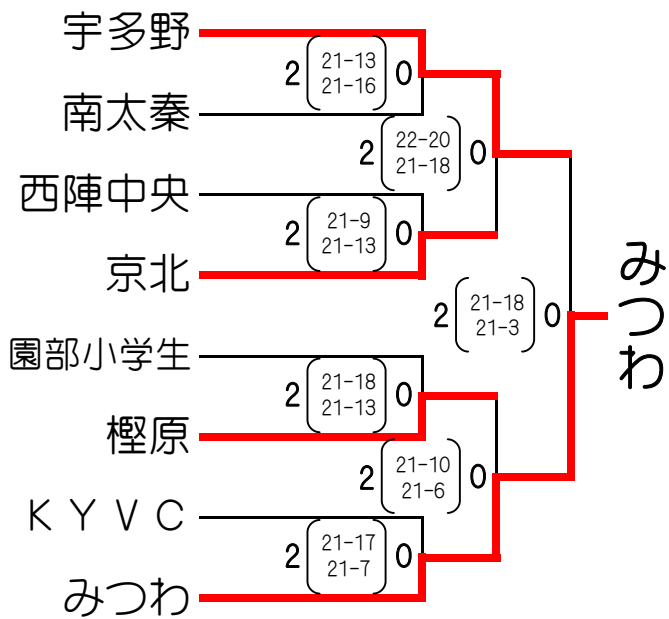 宇多野
2 21-13 0
21-16
南太秦
2 22-20 0
21-18
西陣中央
2 21-9 0
21-13
京北
みつわ
2 21-18 0
21-3
園部小学生
2 21-18 0
21-13
樫原
2 21-10 0
21-6
KYVC
2 21-17 0
21-7
みつわ